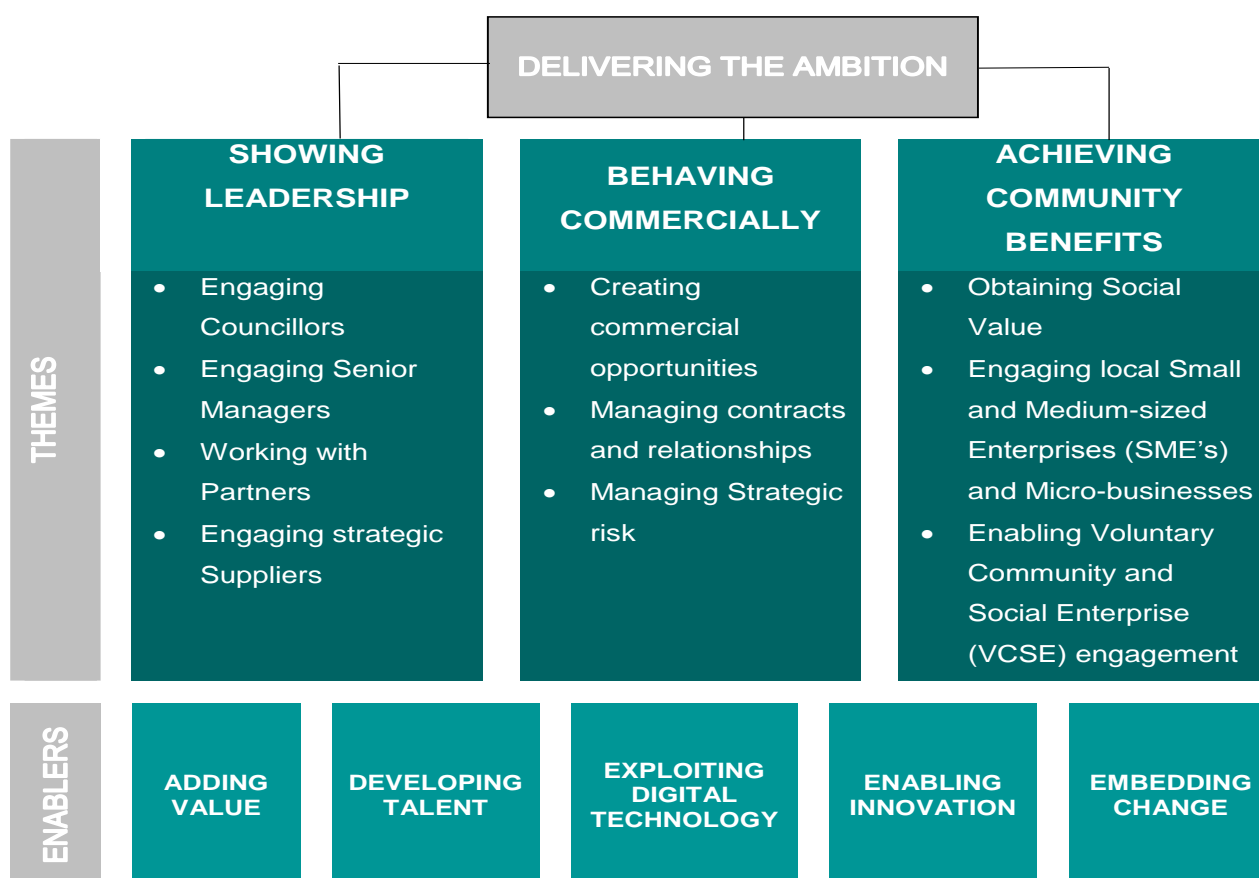 DELIVERING THE AMBITION
THEMES
SHOWING
LEADERSHIP
• Engaging
Councillors
• Engaging Senior
Managers
• Working with
Partners
• Engaging strategic
Suppliers
BEHAVING
COMMERCIALLY
• Creating
commercial
opportunities
• Managing contracts
and relationships
• Managing Strategic
risk
ACHIEVING
COMMUNITY
BENEFITS
• Obtaining Social
Value
• Engaging local Small
and Medium-sized
Enterprises (SME's)
and Micro-businesses
• Enabling Voluntary
Community and
Social Enterprise
(VCSE) engagement
ENABLERS
ADDING
VALUE
DEVELOPING
TALENT
EXPLOITING
DIGITAL
TECHNOLOGY
ENABLING
INNOVATION
EMBEDDING
CHANGE